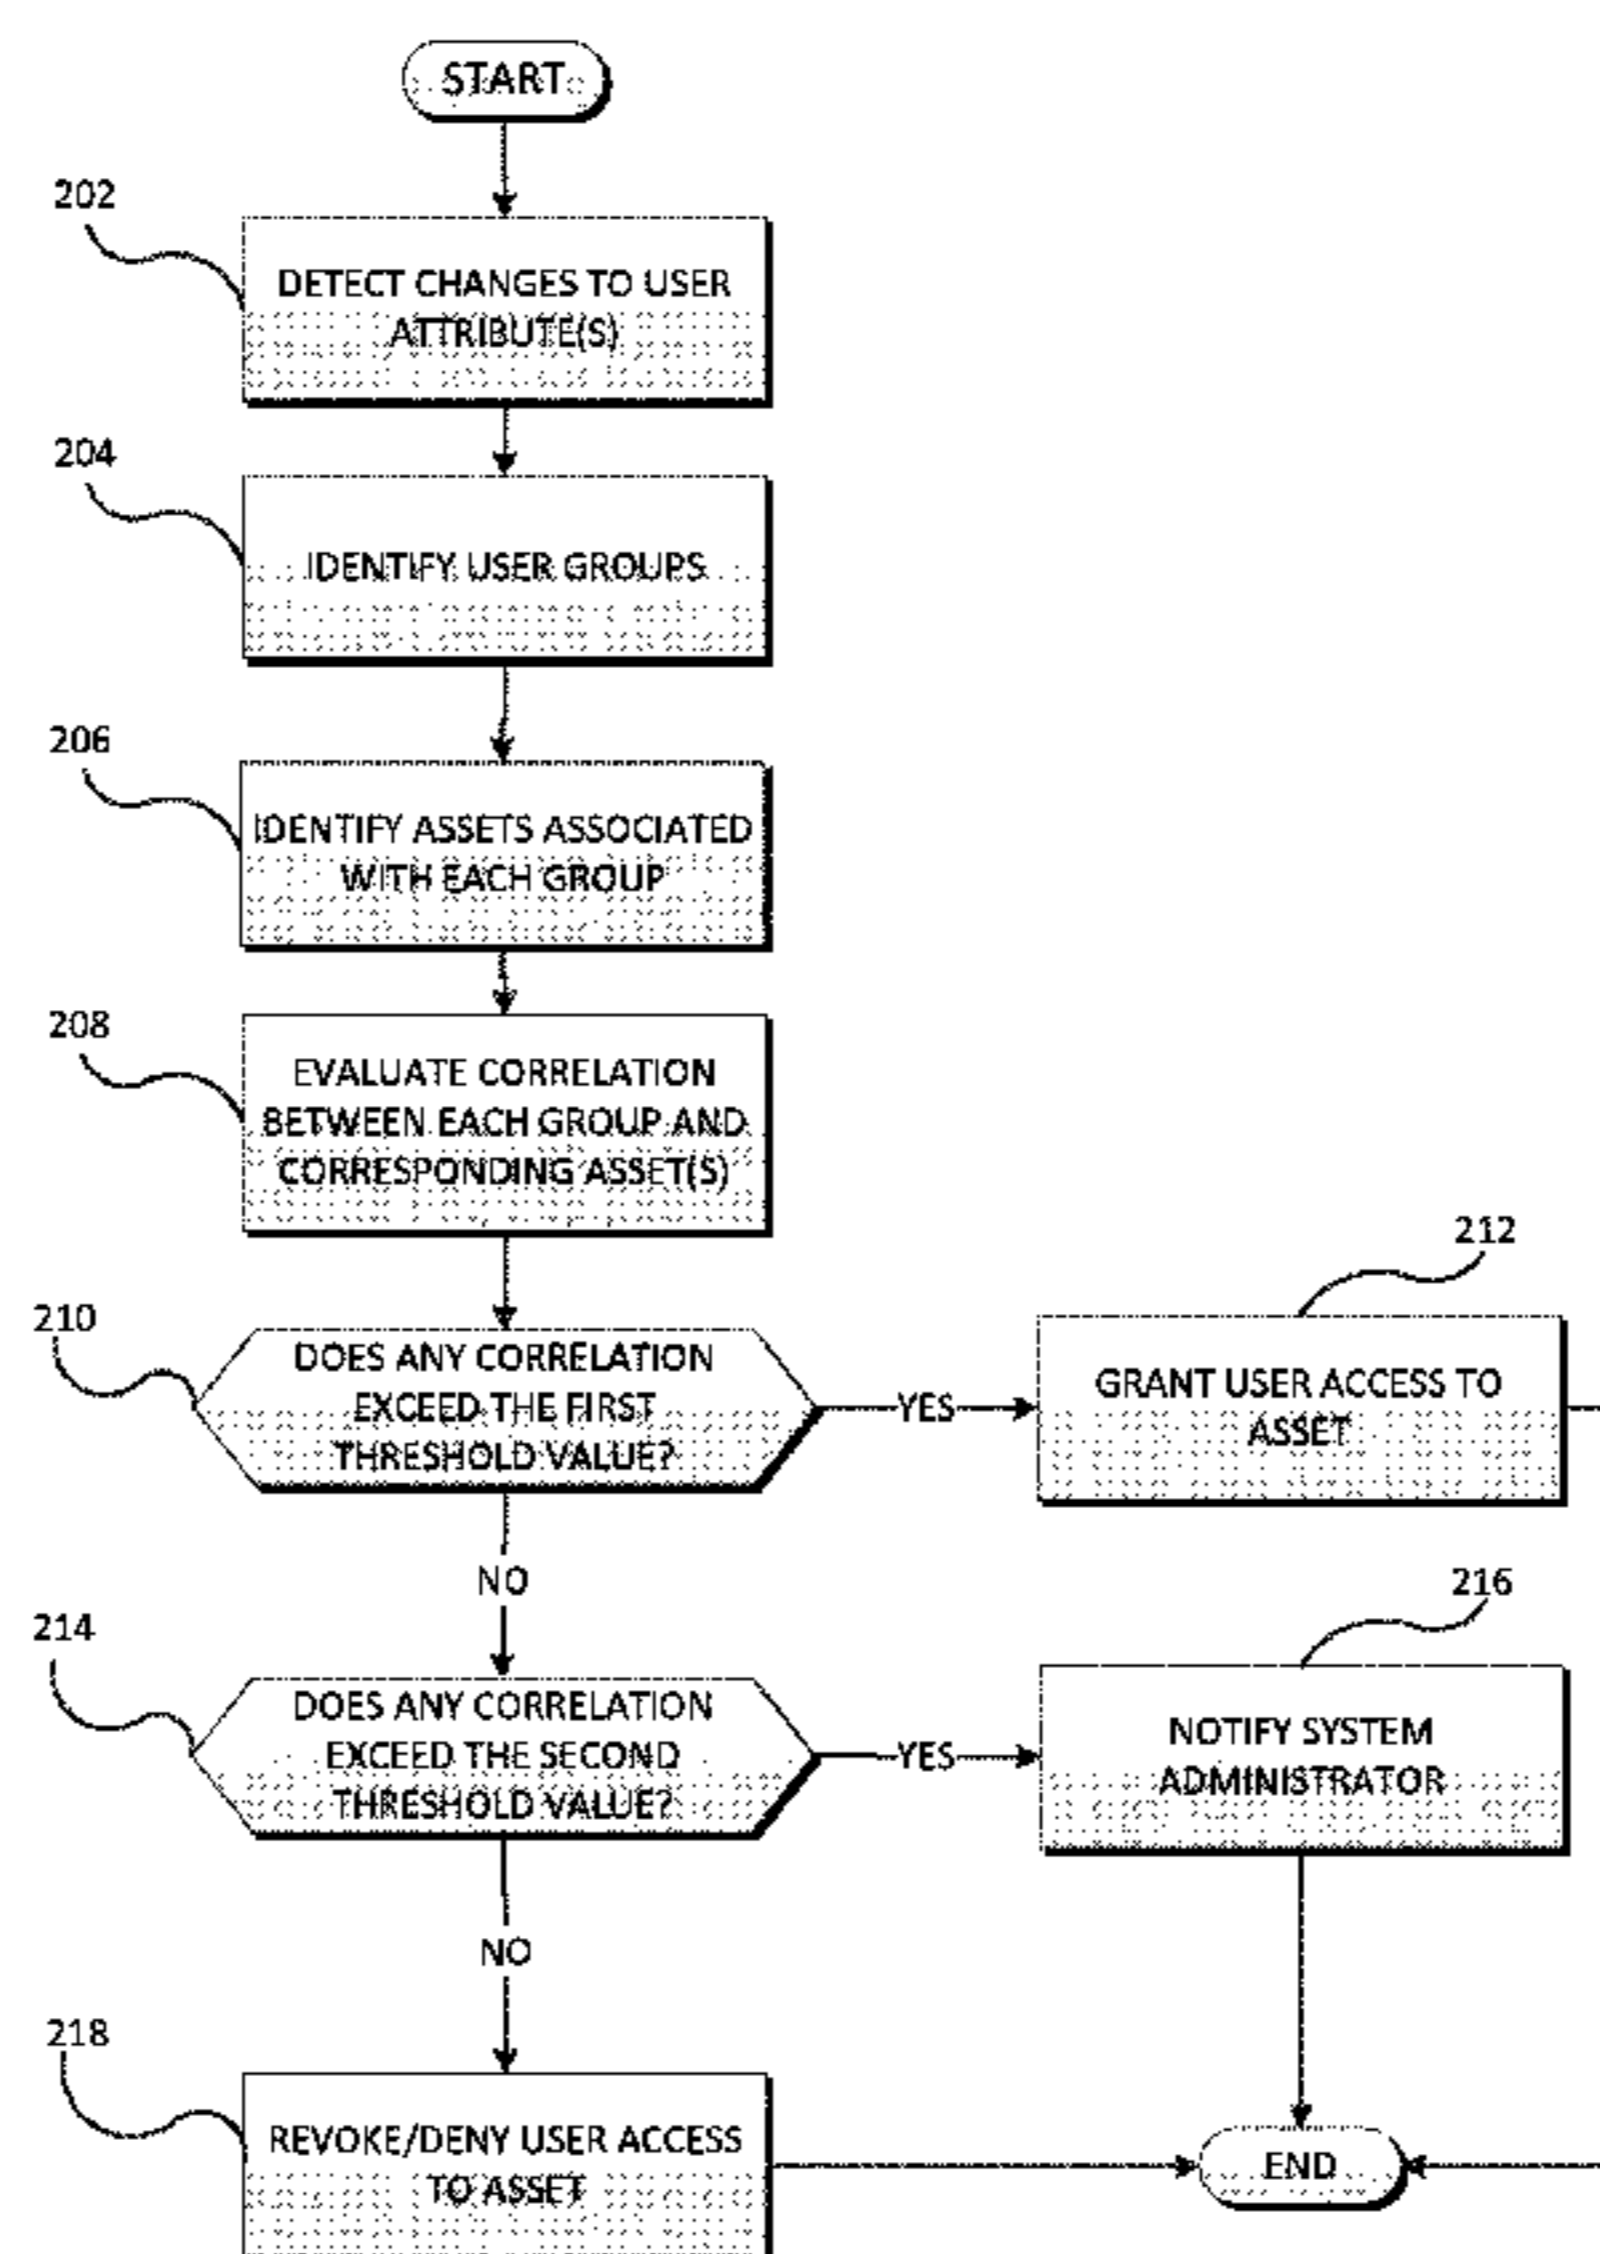 START
202
DETECT CHANGES TO USER
ATTRIBUTE(S)
204
IDENTIFY USER GROUPS
206
IDENTIFY ASSETS ASSOCIATED
WITH EACH GROUP
208
EVALUATE CORRELATION
BETWEEN EACH GROUP AND
CORRESPONDING ASSET(S)
210
DOES ANY CORRELATION
EXCEED THE FIRST
THRESHOLD VALUE?
YES
212
GRANT USER ACCESS TO
ASSET
NO
214
DOES ANY CORRELATION
EXCEED THE SECOND
THRESHOLD VALUE?
YES
216
NOTIFY SYSTEM
ADMINISTRATOR
NO
218
REVOKE/DENY USER ACCESS
TO ASSET
END